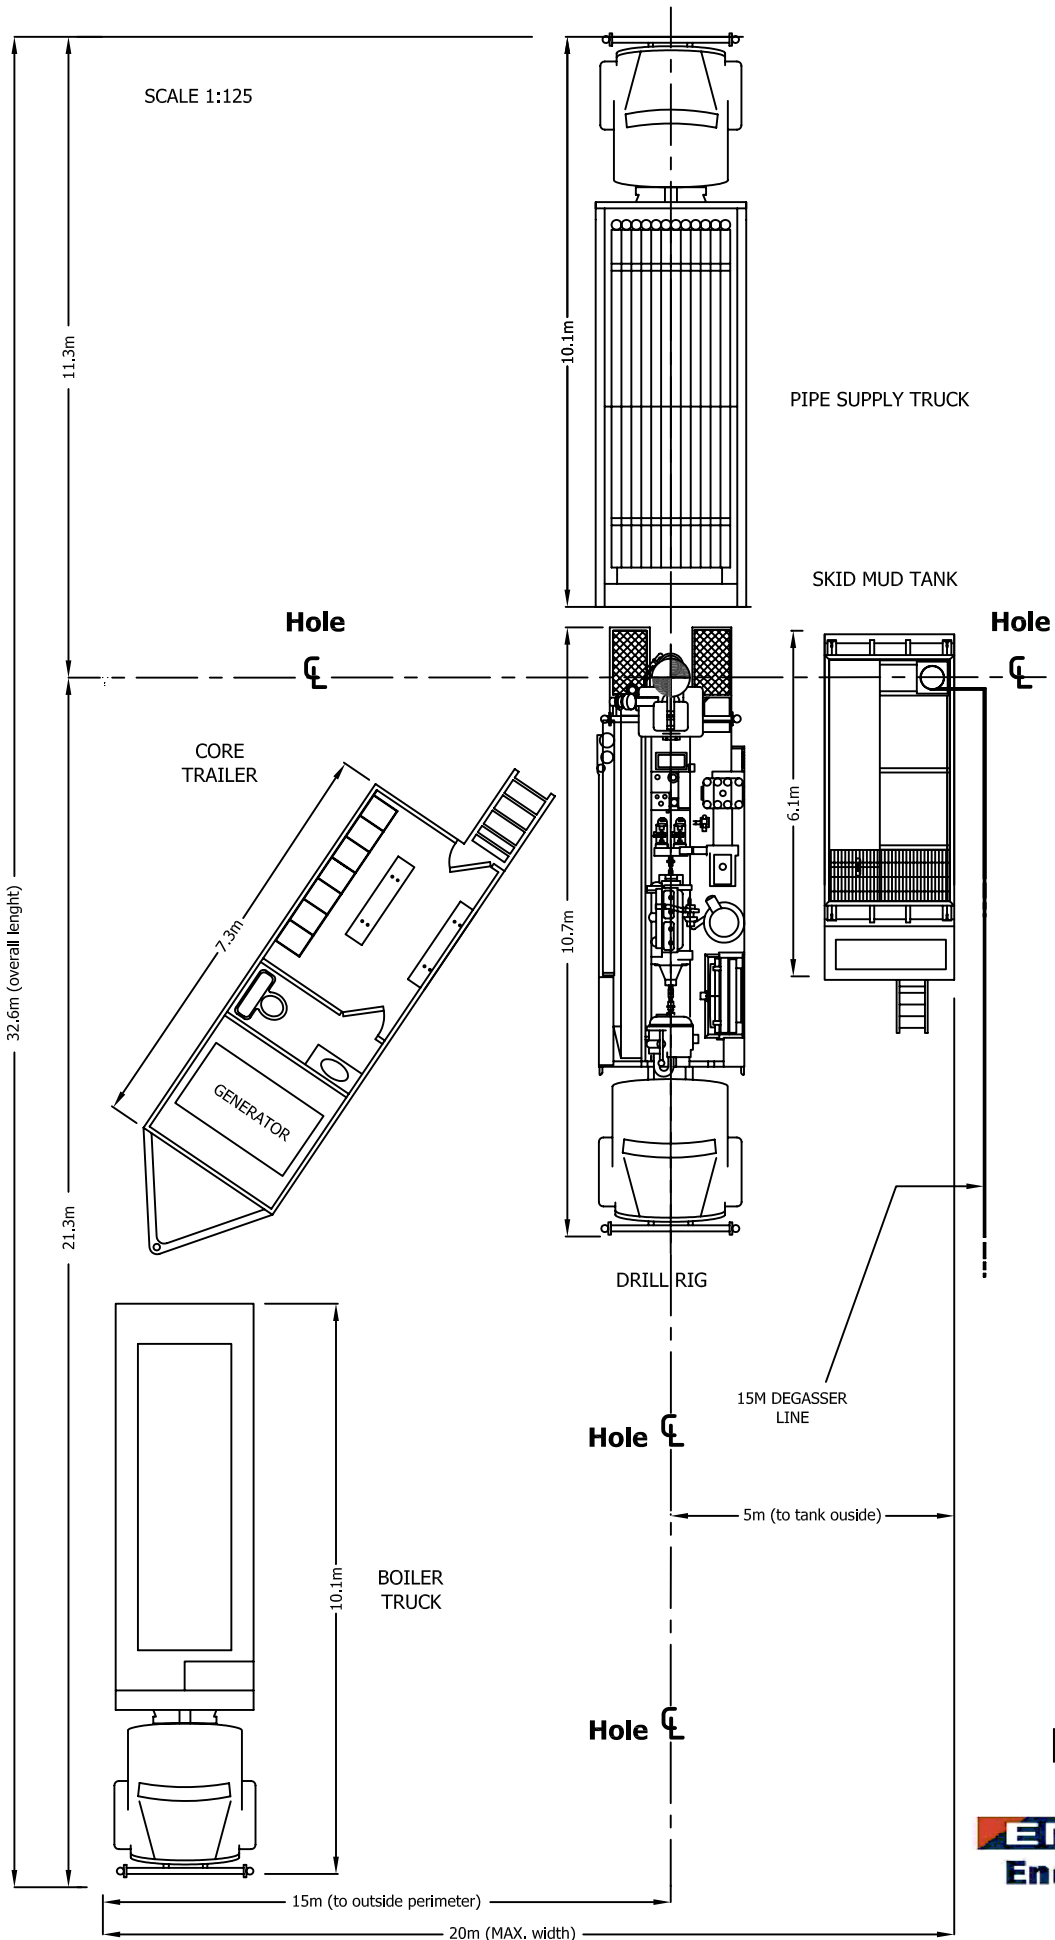 SCALE 1:125
11.3m
10.1m
PIPE SUPPLY TRUCK
SKID MUD TANK
Hole
Hole
CORE
TRAILER
6.1m
7.3m
10.7m
32.6m (overall lenght)
GENERATOR
21.3m
DRILL RIG
15M DEGASSER
LINE
Hole
5m (to tank ouside)
10.1m
BOILER
TRUCK
Hole
15m (to outside perimeter)
20m (MAX. width)